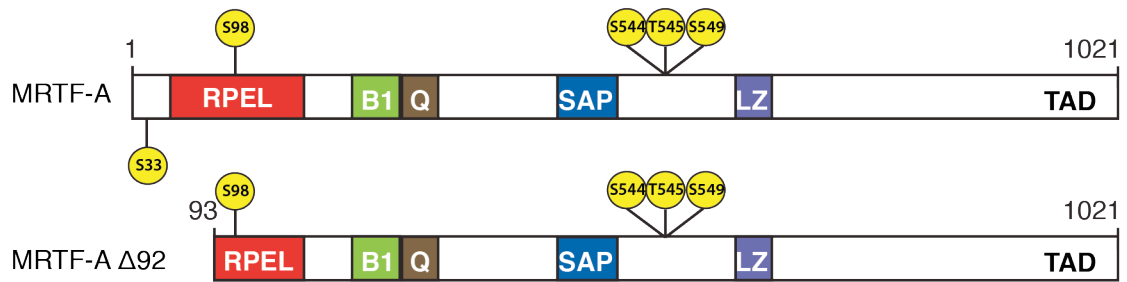 S98 S544 T545 S549
1 1021
MRTF-A RPEL B1 Q SAP LZ TAD
S33
S98 S544 T545 S549
93 1021
MRTF-A Δ92 RPEL B1 Q SAP LZ TAD